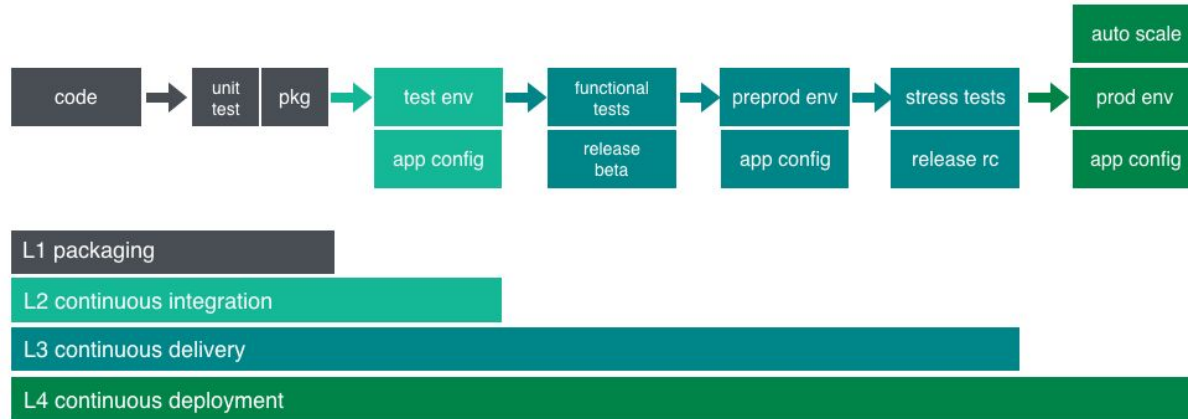 auto scale
code
unit
test
pkg
test env
functional
tests
preprod env
stress tests
prod env
app config
release
beta
app config
release rc
app config
L1 packaging
L2 continuous integration
L3 continuous delivery
L4 continuous deployment